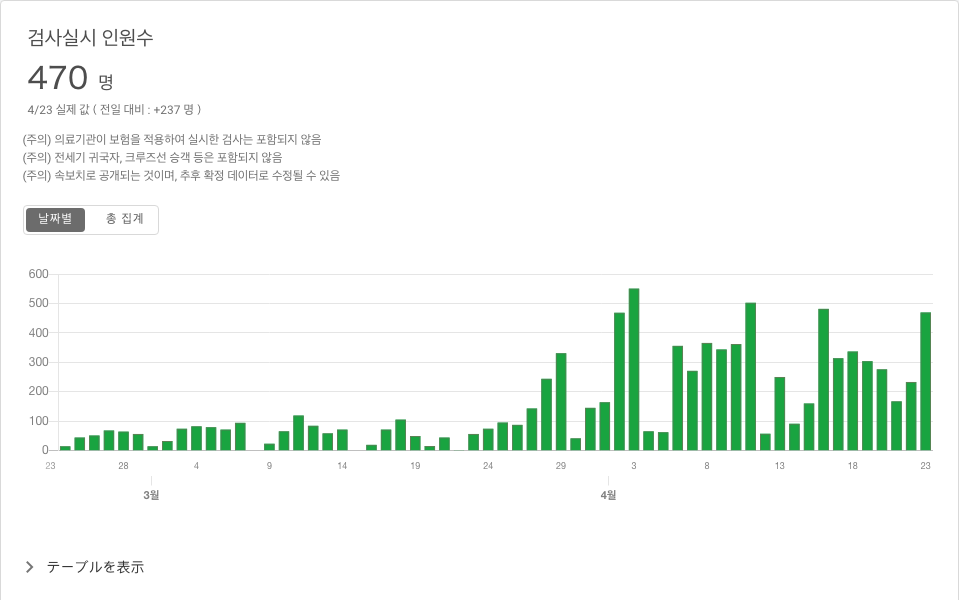 검사실시 인원수
470 명
4/23 실제 값 ( 전일 대비 : +237 명 )
(주의) 의료기관이 보험을 적용하여 실시한 검사는 포함되지 않음
(주의) 전세기 귀국자, 크루즈선 승객 등은 포함되지 않음
(주의) 속보치로 공개되는 것이며, 추후 확정 데이터로 수정될 수 있음
날짜별 총 집계
600
500
400
300
200
100
0
23 28 4 9 14 19 24 29 3 8 13 18 23
3월 4월
テーブルを表示